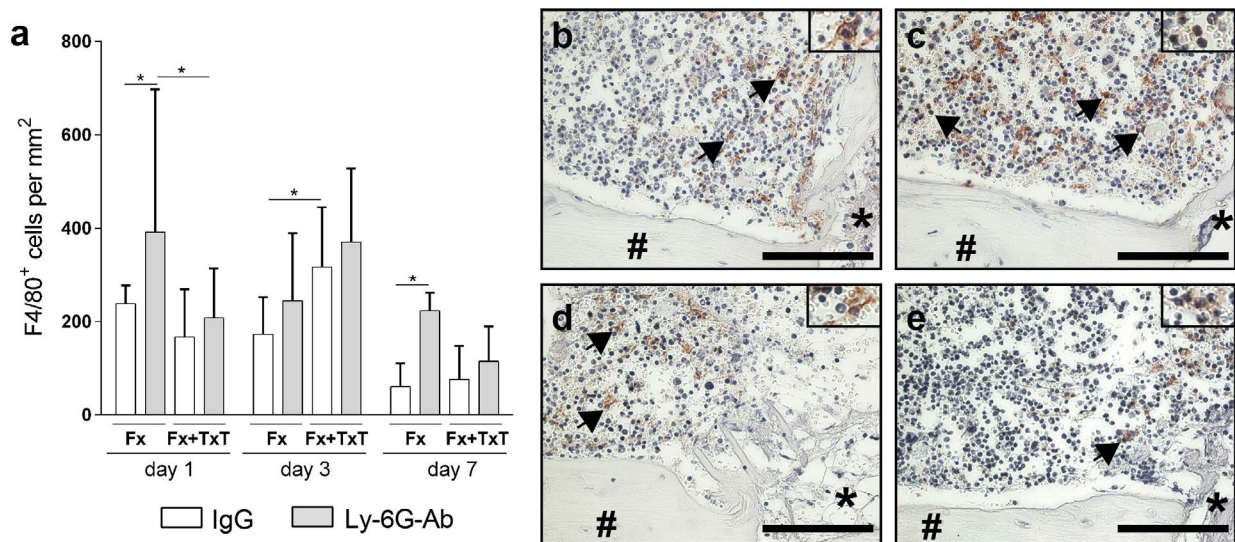 a
800
600
400
200
0
F4/80+ cells per mm2
* *
*
*
Fx Fx+TxT Fx Fx+TxT Fx Fx+TxT
day 1 day 3 day 7
IgG Ly-6G-Ab
b
# *
c
# *
d
# *
e
# *